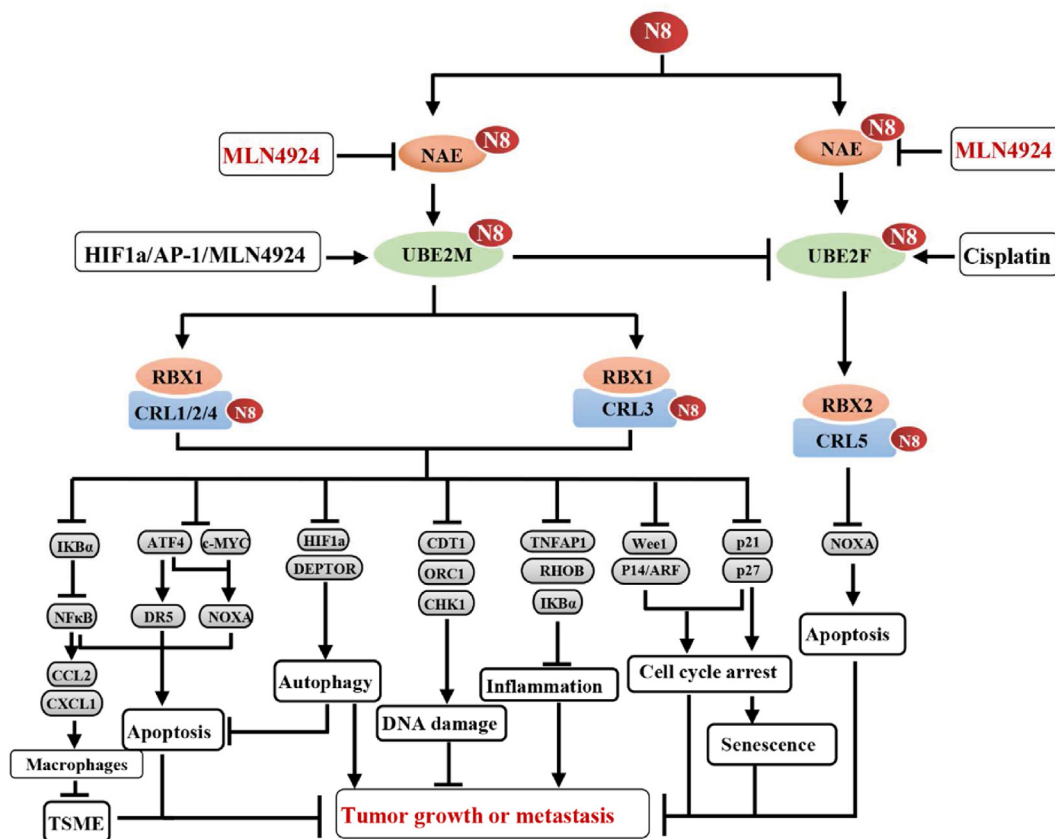 N8
N8
N8
MLN4924
NAE
NAE
MLN4924
N8
N8
HIF1a/AP-1/MLN4924
UBE2M
UBE2F
Cisplatin
RBX1
RBX1
RBX2
CRL1/2/4
N8
CRL3
N8
CRL5
N8
IKBα
ATF4
c-MYC
HIF1a
CDT1
TNFAP1
Wee1
p21
NOXA
DEPTOR
ORC1
RHOB
P14/ARF
p27
NFκB
DR5
NOXA
CHK1
IKBα
Apoptosis
CCL2
CXCL1
Autophagy
Inflammation
Cell cycle arrest
Apoptosis
DNA damage
Senescence
Macrophages
TSME
Tumor growth or metastasis